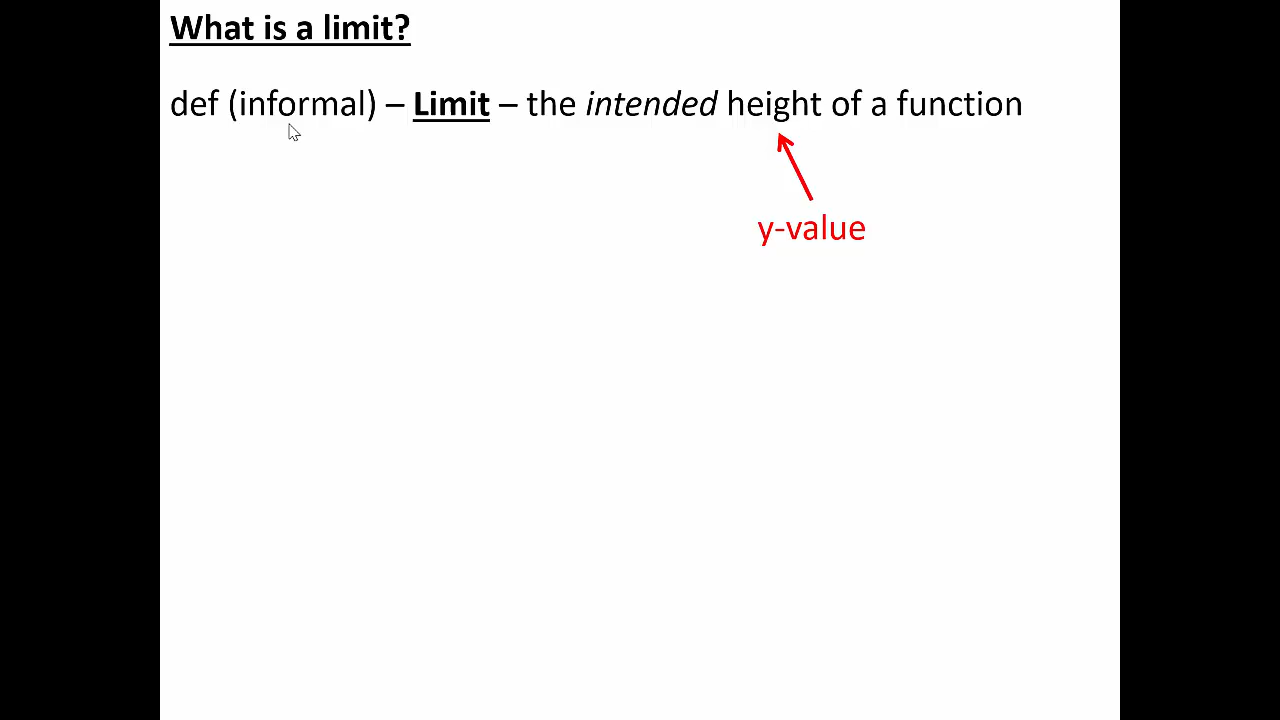 What is a limit?
def (informal) – Limit – the intended height of a function
y-value